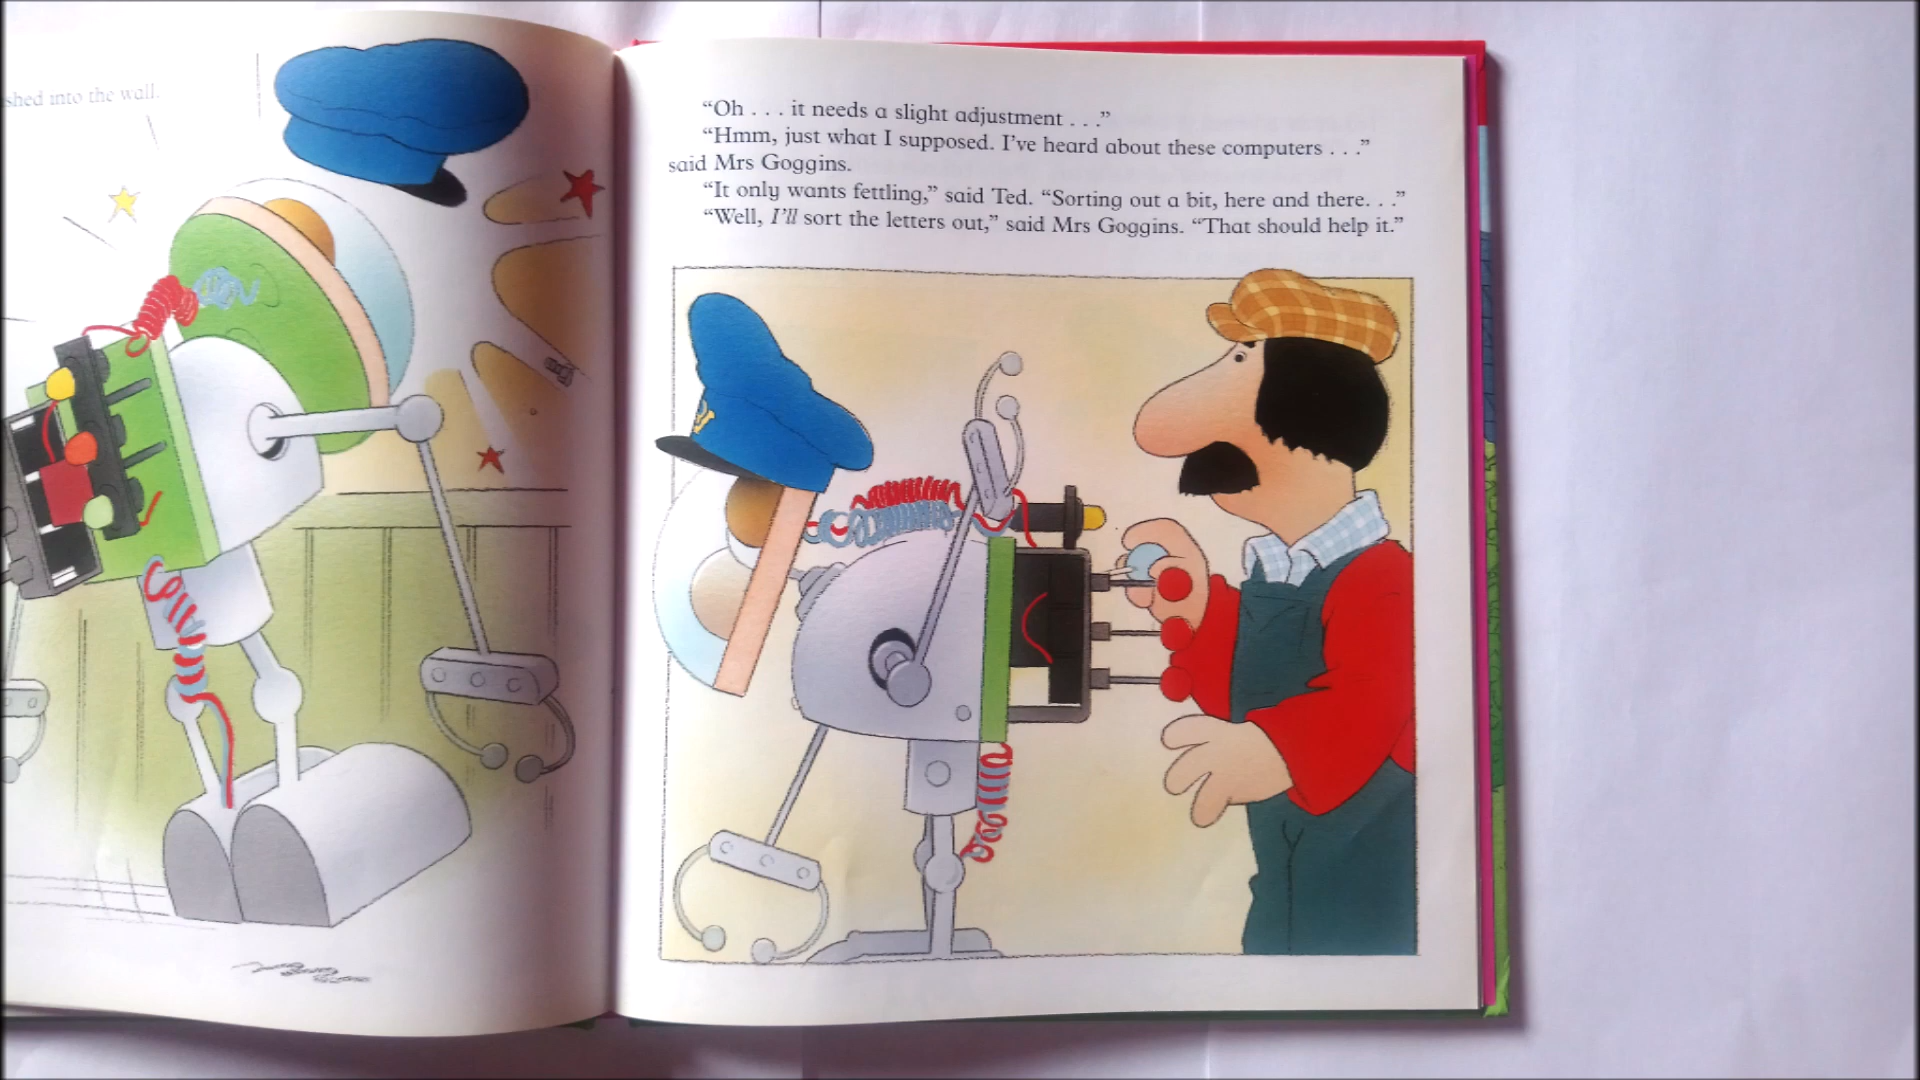 shed into the wall.
“Oh . . . it needs a slight adjustment . . .”
“Hmm, just what I supposed. I’ve heard about these computers . . .”
said Mrs Goggins.
“It only wants fettling,” said Ted. “Sorting out a bit, here and there. . .”
“Well, I’ll sort the letters out,” said Mrs Goggins. “That should help it.”